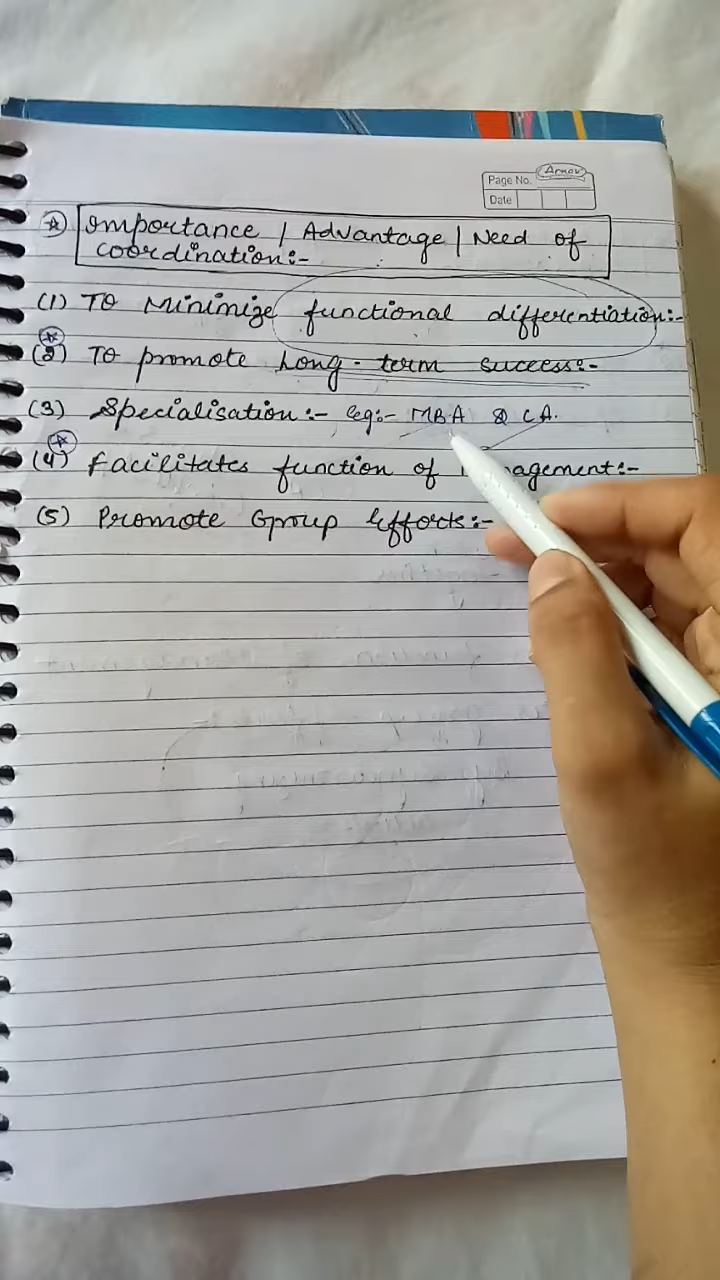 Page No. Arnav
Date
Importance | Advantage | Need of
coordination:-
(1) To Minimize functional differentiation:-
(2) To promote Long-term success:-
(3) Specialisation:- eg:- MBA & CA.
(4) Facilitates function of :-
(5) Promote Group Efforts:-